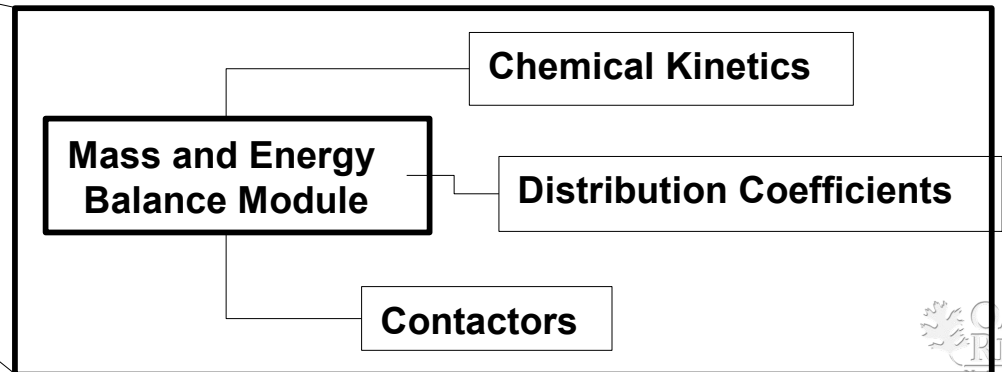 Chemical Kinetics
Mass and Energy
Balance Module
Distribution Coefficients
Contactors